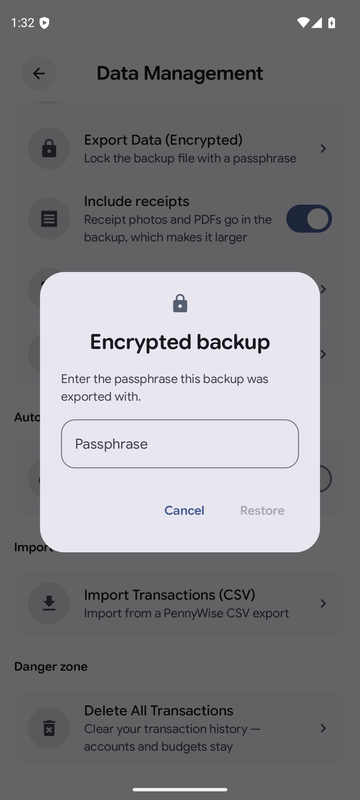 1:32
Data Management
Export Data (Encrypted)
Lock the backup file with a passphrase
Include receipts
Receipt photos and PDFs go in the
backup, which makes it larger
Encrypted backup
Enter the passphrase this backup was
exported with.
Passphrase
Cancel
Restore
Import Transactions (CSV)
Import from a PennyWise CSV export
Danger zone
Delete All Transactions
Clear your transaction history —
accounts and budgets stay